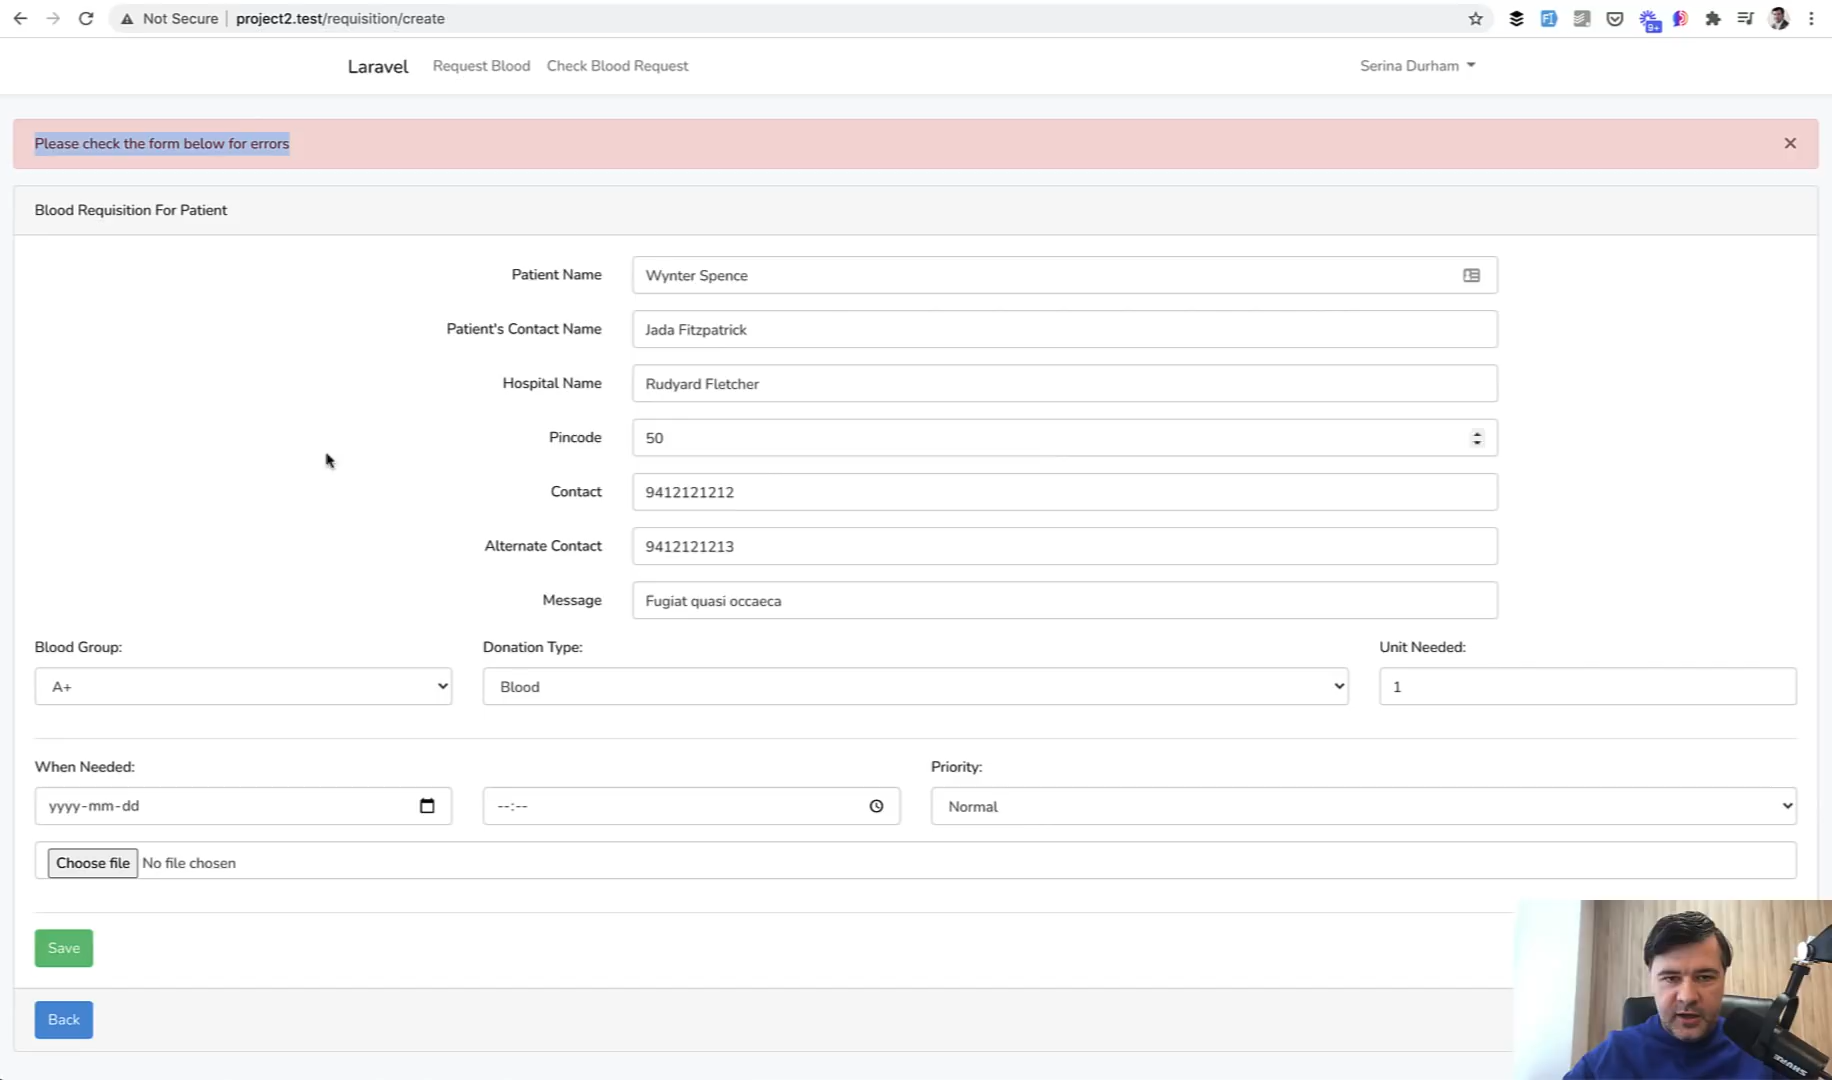 Not Secure project2.test/requisition/create
9+
Laravel Request Blood Check Blood Request Serina Durham
Please check the form below for errors
Blood Requisition For Patient
Patient Name Wynter Spence
Patient's Contact Name Jada Fitzpatrick
Hospital Name Rudyard Fletcher
Pincode 50
Contact 9412121212
Alternate Contact 9412121213
Message Fugiat quasi occaeca
Blood Group: Donation Type: Unit Needed:
A+ Blood 1
When Needed: Priority:
yyyy-mm-dd --:-- Normal
Choose file No file chosen
Save
Back